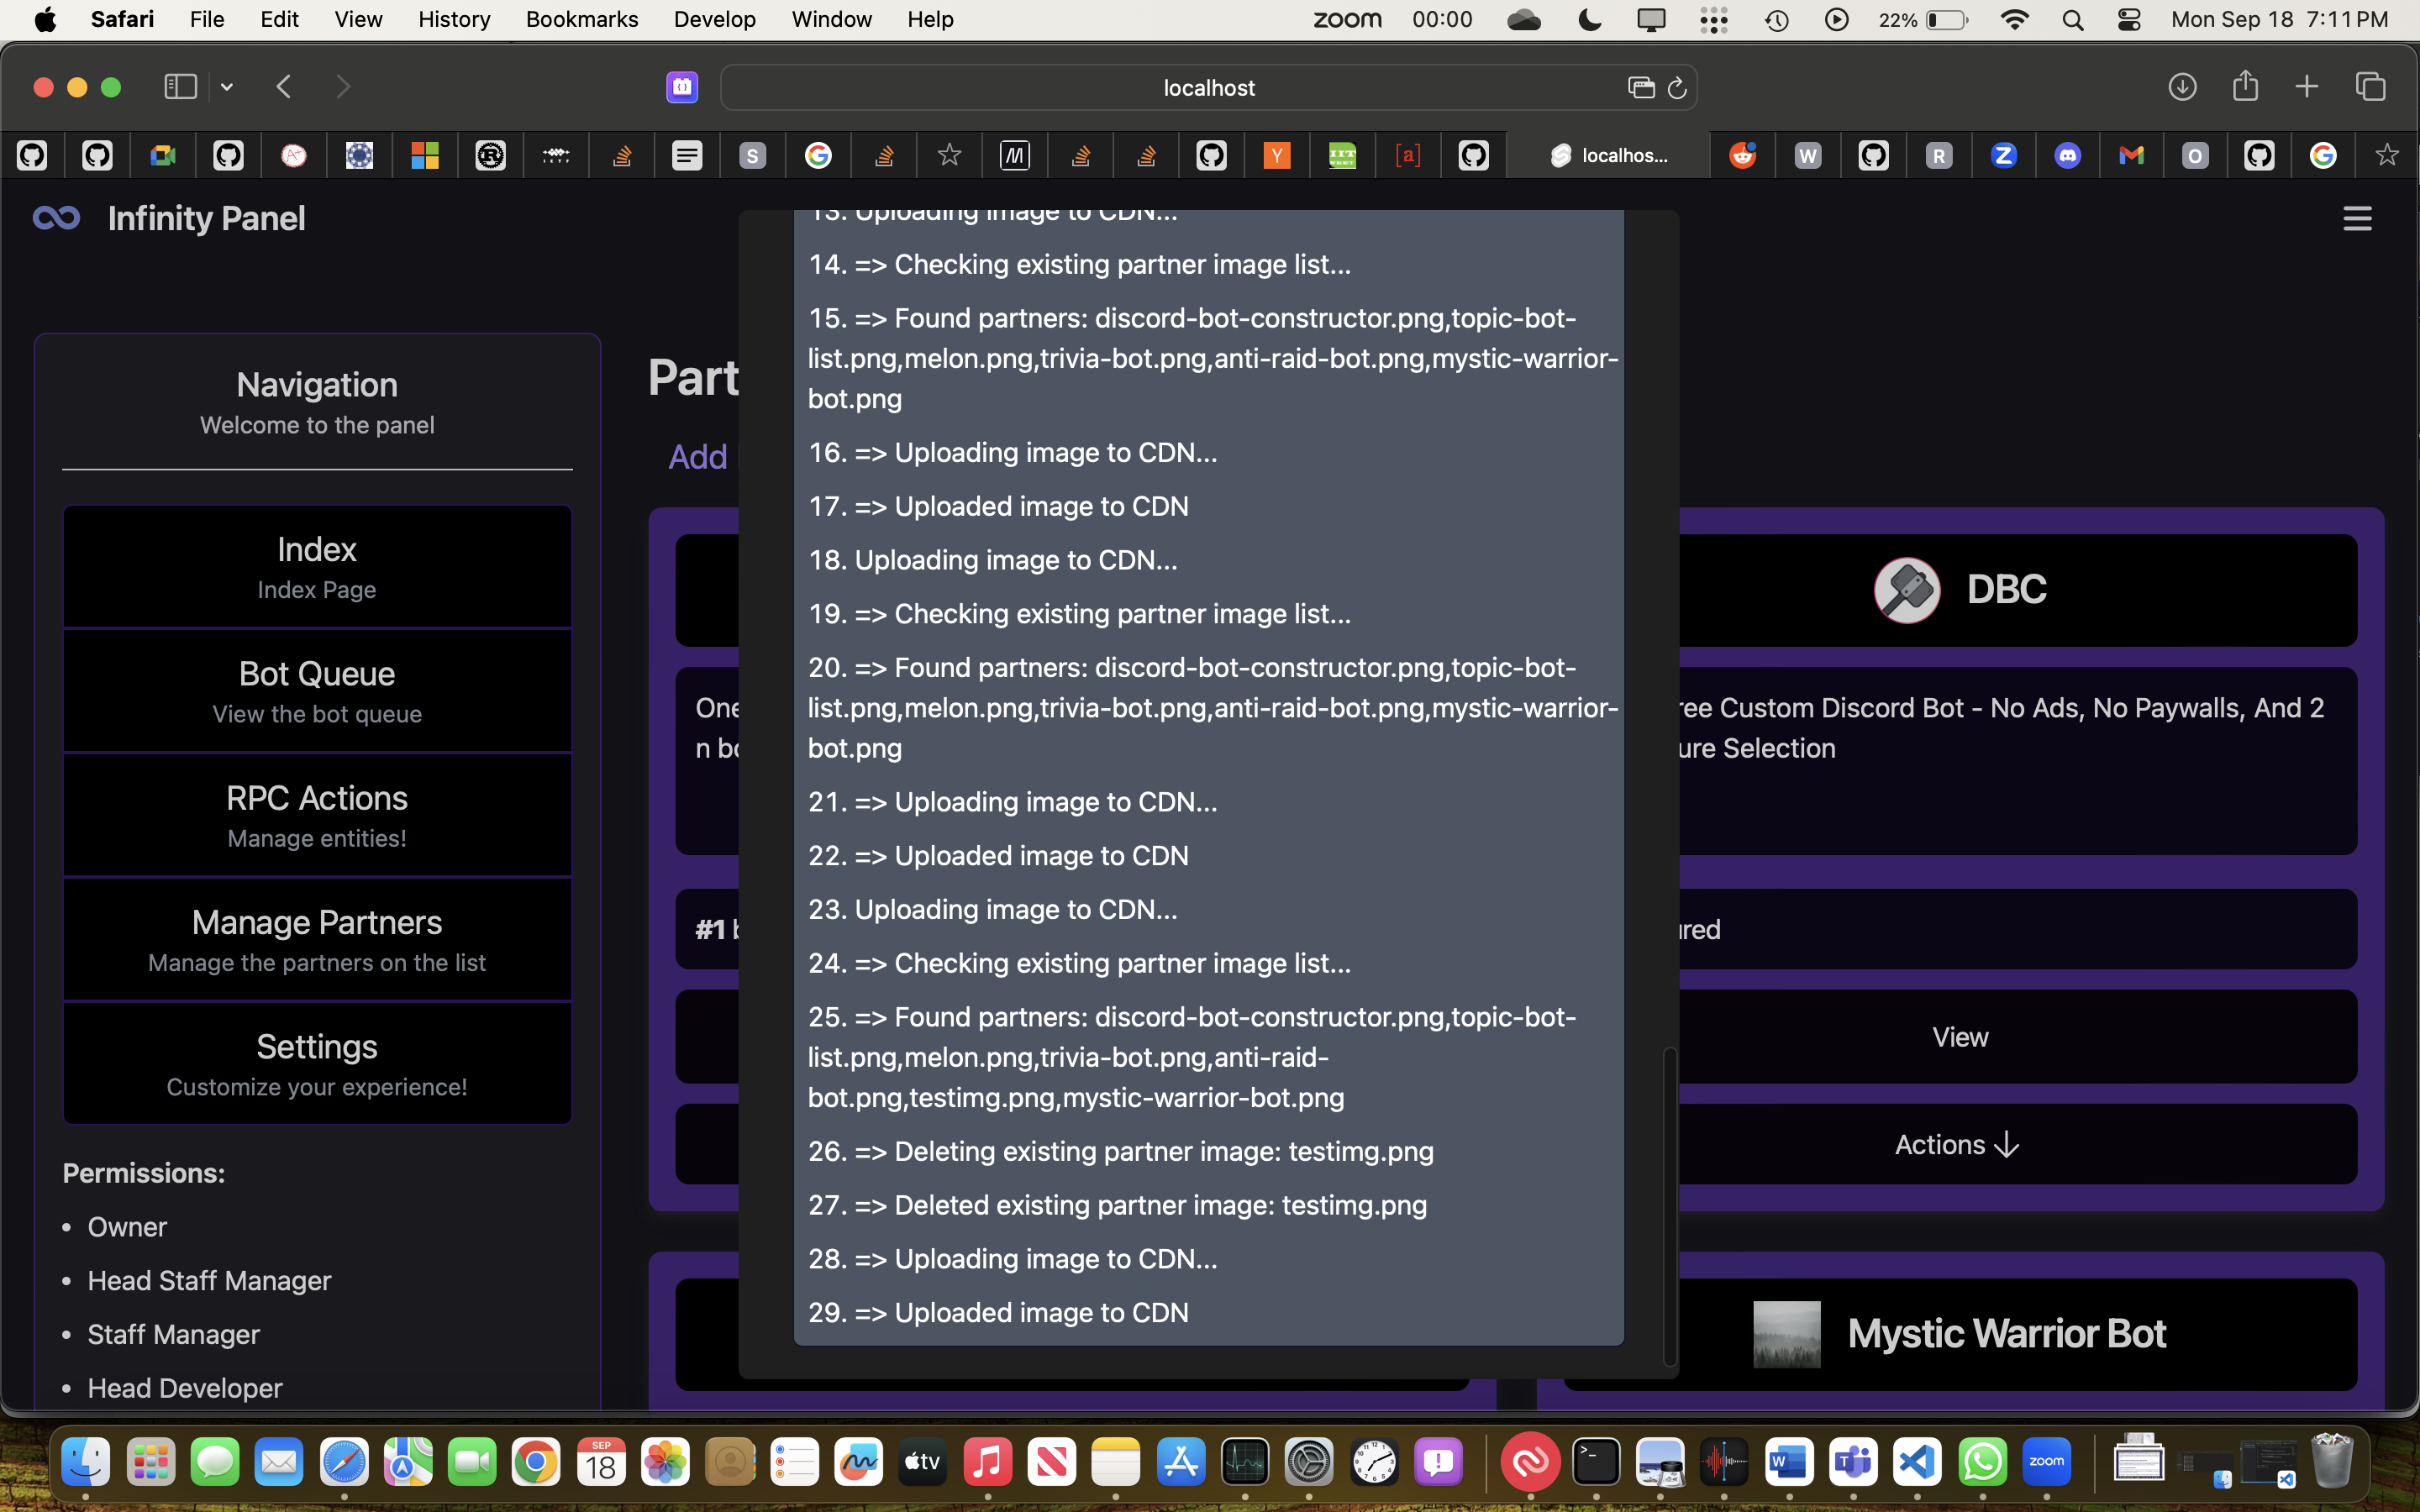 Safari File Edit View History Bookmarks Develop Window Help zoom 00:00 22% Mon Sep 18 7:11 PM
localhost
localhos...
Infinity Panel
Navigation
Welcome to the panel
Index
Index Page
Bot Queue
View the bot queue
RPC Actions
Manage entities!
Manage Partners
Manage the partners on the list
Settings
Customize your experience!
Permissions:
• Owner
• Head Staff Manager
• Staff Manager
• Head Developer
Part
Add
One
n bo
#1 b
13. Uploading image to CDN...
14. => Checking existing partner image list...
15. => Found partners: discord-bot-constructor.png,topic-bot-
list.png,melon.png,trivia-bot.png,anti-raid-bot.png,mystic-warrior-
bot.png
16. => Uploading image to CDN...
17. => Uploaded image to CDN
18. Uploading image to CDN...
19. => Checking existing partner image list...
20. => Found partners: discord-bot-constructor.png,topic-bot-
list.png,melon.png,trivia-bot.png,anti-raid-bot.png,mystic-warrior-
bot.png
21. => Uploading image to CDN...
22. => Uploaded image to CDN
23. Uploading image to CDN...
24. => Checking existing partner image list...
25. => Found partners: discord-bot-constructor.png,topic-bot-
list.png,melon.png,trivia-bot.png,anti-raid-
bot.png,testimg.png,mystic-warrior-bot.png
26. => Deleting existing partner image: testimg.png
27. => Deleted existing partner image: testimg.png
28. => Uploading image to CDN...
29. => Uploaded image to CDN
DBC
ree Custom Discord Bot - No Ads, No Paywalls, And 2
ure Selection
ired
View
Actions
Mystic Warrior Bot
SEP
18
tv
zoom